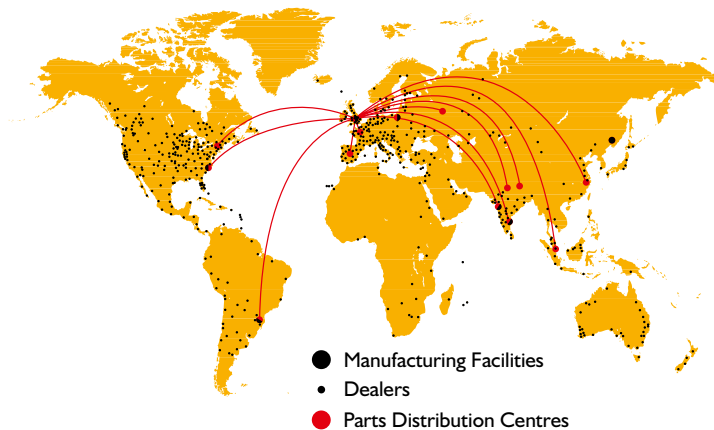 Manufacturing Facilities
Dealers
Parts Distribution Centres